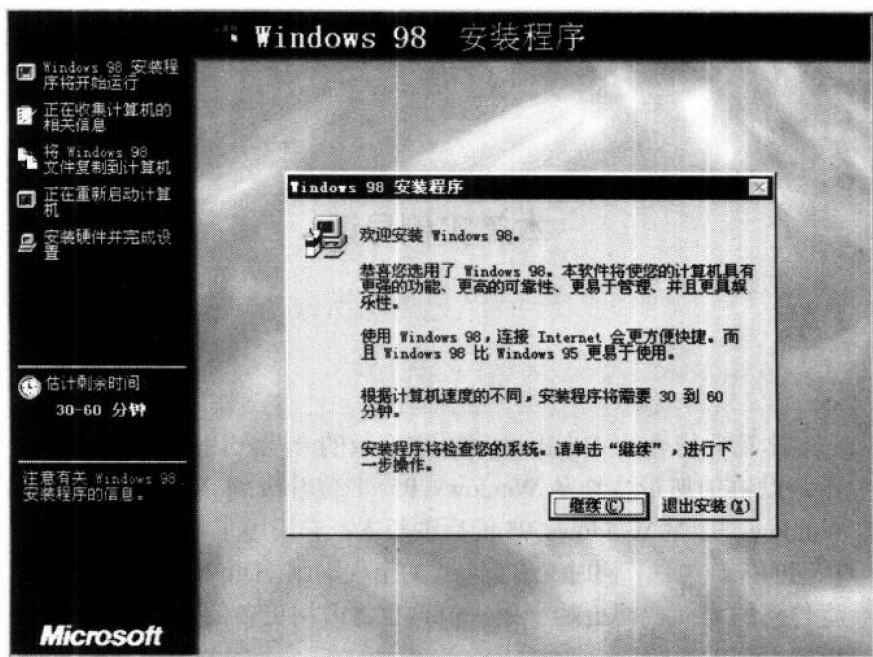 Windows 98 安装程序
Windows 98 安装程
序将开始运行
正在收集计算机的
相关信息
将 Windows 98
文件复制到计算机
正在重新启动计算
机
安装硬件并完成设
置
估计剩余时间:
30-60 分钟
注意有关 Windows 98
安装程序的信息。
Microsoft
Windows 98 安装程序
欢迎安装 Windows 98。
恭喜您选用了 Windows 98。本软件将使您的计算机具有
更强的功能、更高的可靠性、更易于管理、并且更具娱
乐性。
使用 Windows 98，连接 Internet 会更方便快捷。而
且 Windows 98 比 Windows 95 更易于使用。
根据计算机速度的不同，安装程序将需要 30 到 60
分钟。
安装程序将检查您的系统。请单击“继续”，进行下
一步操作。
继续(C)
退出安装(X)